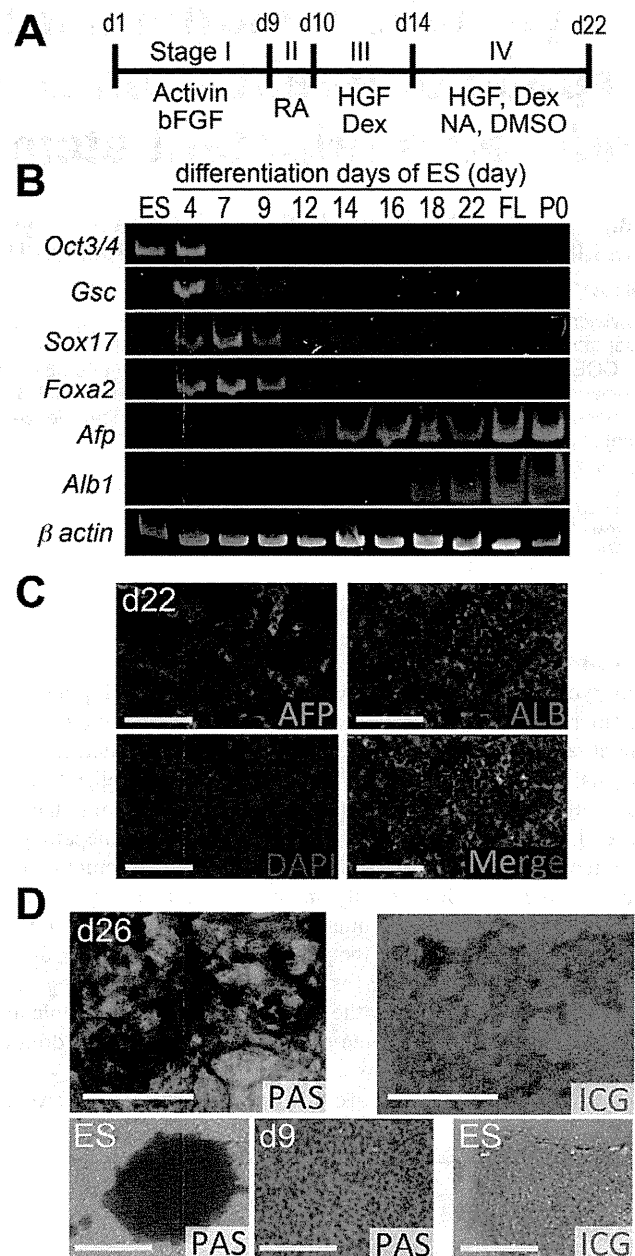 A
d1 d9 d10 d14 d22
Stage I II III IV
Activin bFGF
RA
HGF Dex
HGF, Dex NA, DMSO
B
differentiation days of ES (day)
ES 4 7 9 12 14 16 18 22 FL P0
Oct3/4
Gsc
Sox17
Foxa2
Afp
Alb1
β actin
C
d22
AFP
ALB
DAPI
Merge
D
d26
PAS
ICG
ES
PAS
d9
PAS
ES
ICG